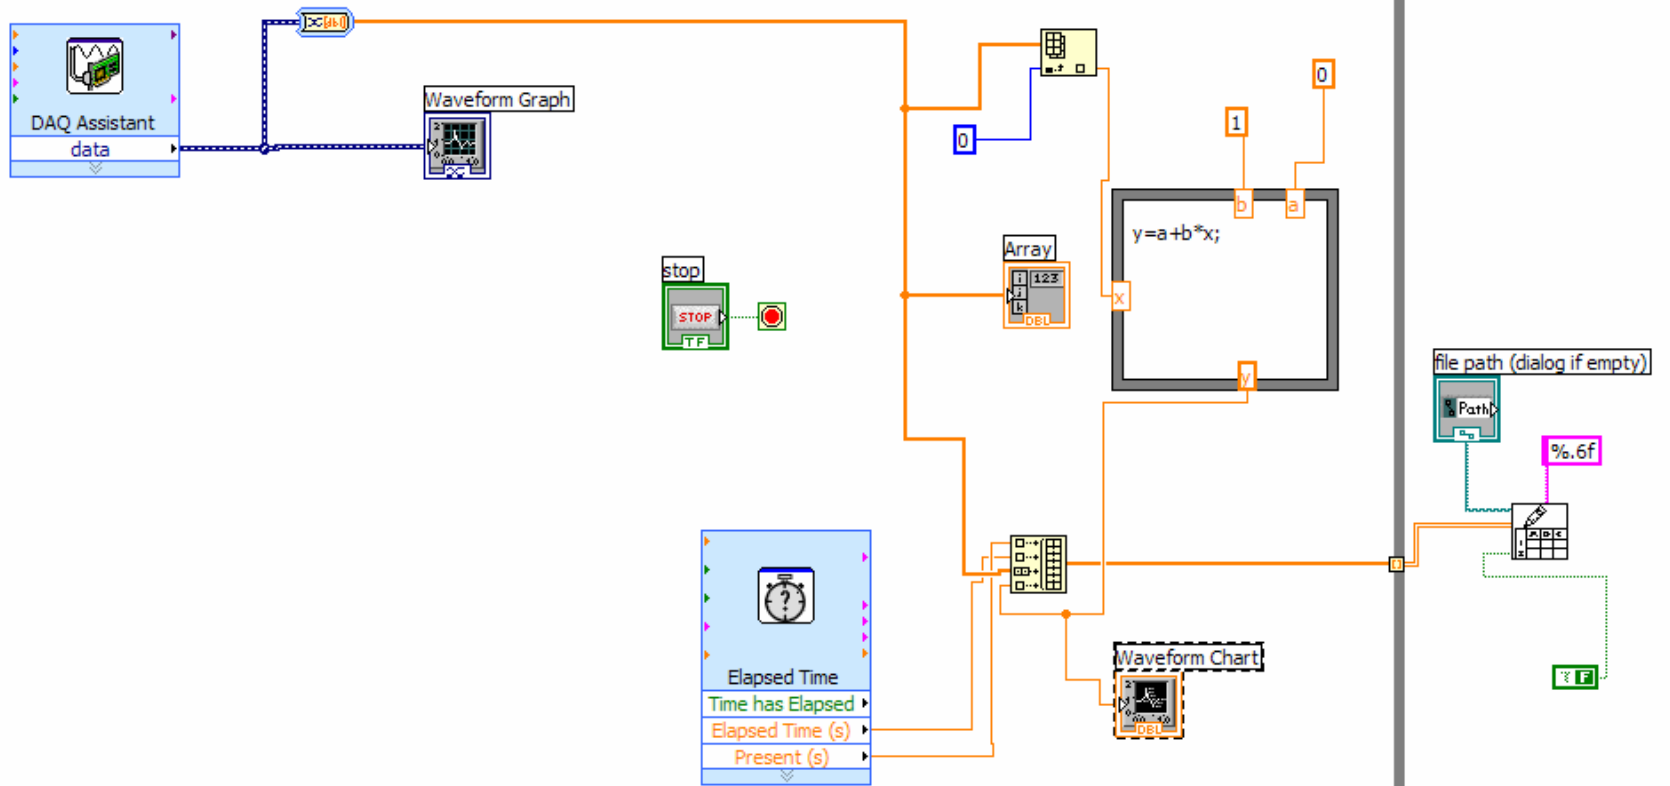 DAQ Assistant
data
Waveform Graph
0
1
0
b
a
y=a+b*x;
x
y
Array
i
j
k
123
DBL
stop
STOP
TF
file path (dialog if empty)
Path
%.6f
?
Elapsed Time
Time has Elapsed
Elapsed Time (s)
Present (s)
Waveform Chart
DBL
F